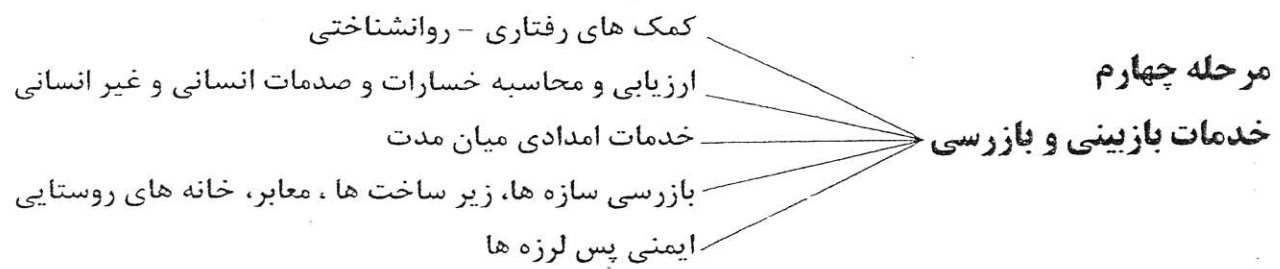 مرحله چهارم
خدمات بازبینی و بازرسی
کمک های رفتاری - روانشناختی
ارزیابی و محاسبه خسارات و صدمات انسانی و غیر انسانی
خدمات امدادی میان مدت
بازرسی سازه ها، زیر ساخت ها ، معابر، خانه های روستایی
ایمنی پس لرزه ها